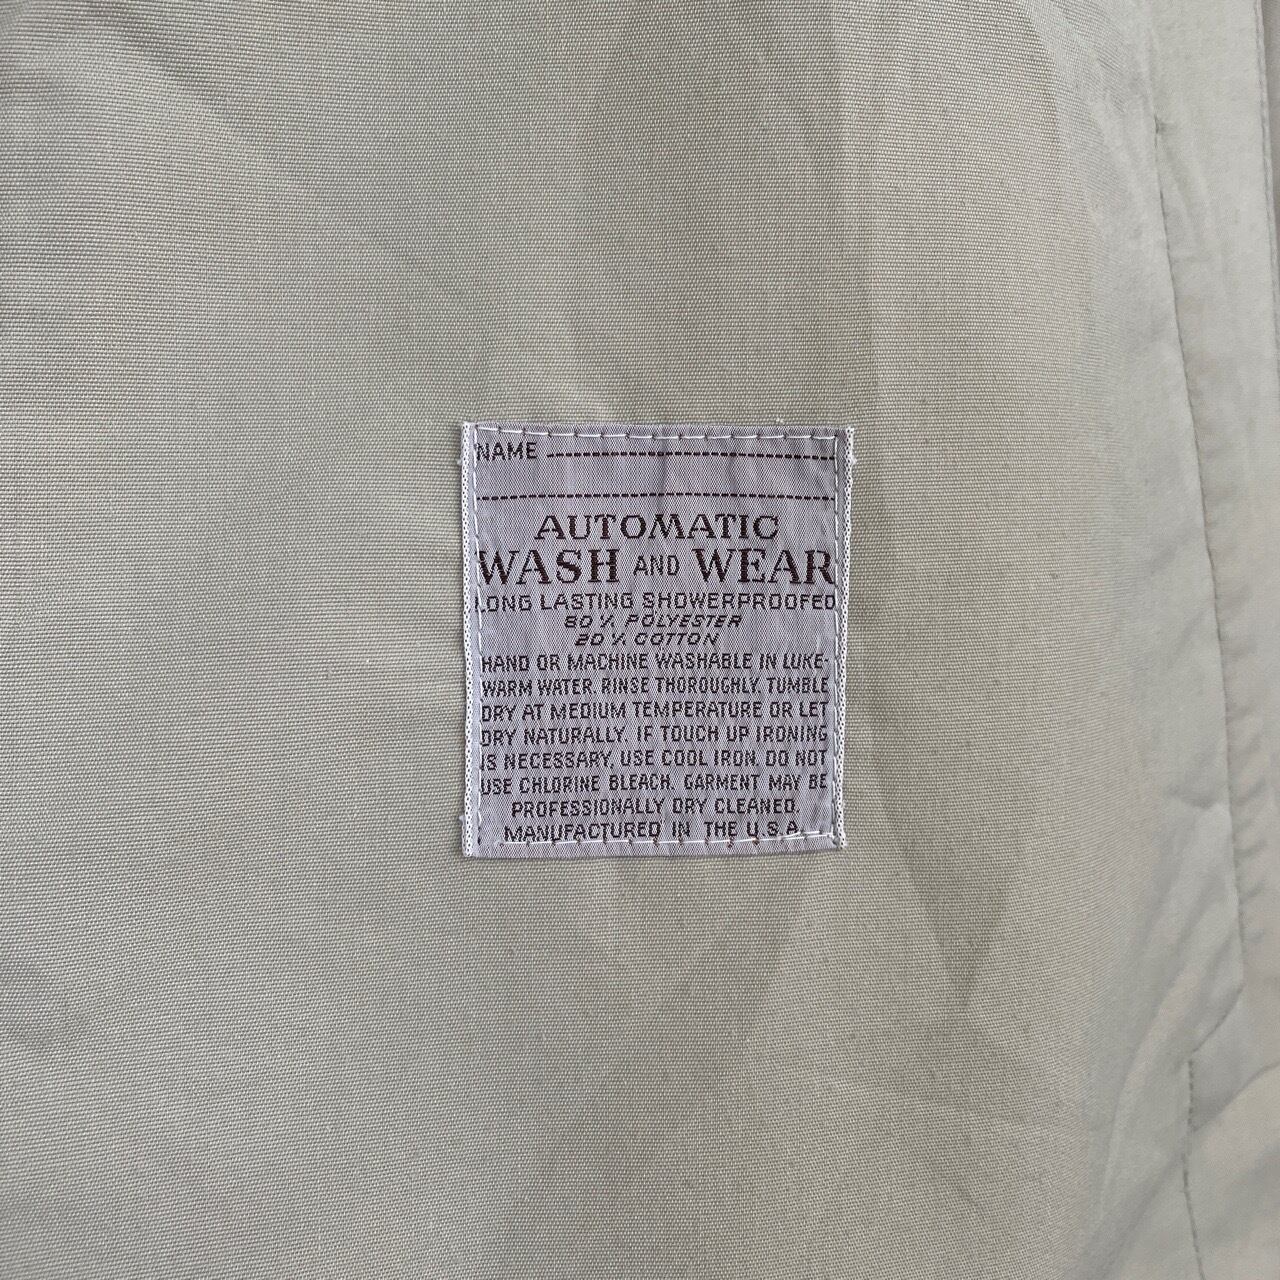 NAME
AUTOMATIC
WASH AND WEAR
LONG LASTING SHOWERPROOFED
80% POLYESTER
20% COTTON
HAND OR MACHINE WASHABLE IN LUKE-
WARM WATER. RINSE THOROUGHLY. TUMBLE
DRY AT MEDIUM TEMPERATURE OR LET
DRY NATURALLY. IF TOUCH UP IRONING
IS NECESSARY, USE COOL IRON. DO NOT
USE CHLORINE BLEACH. GARMENT MAY BE
PROFESSIONALLY DRY CLEANED.
MANUFACTURED IN THE U.S.A.